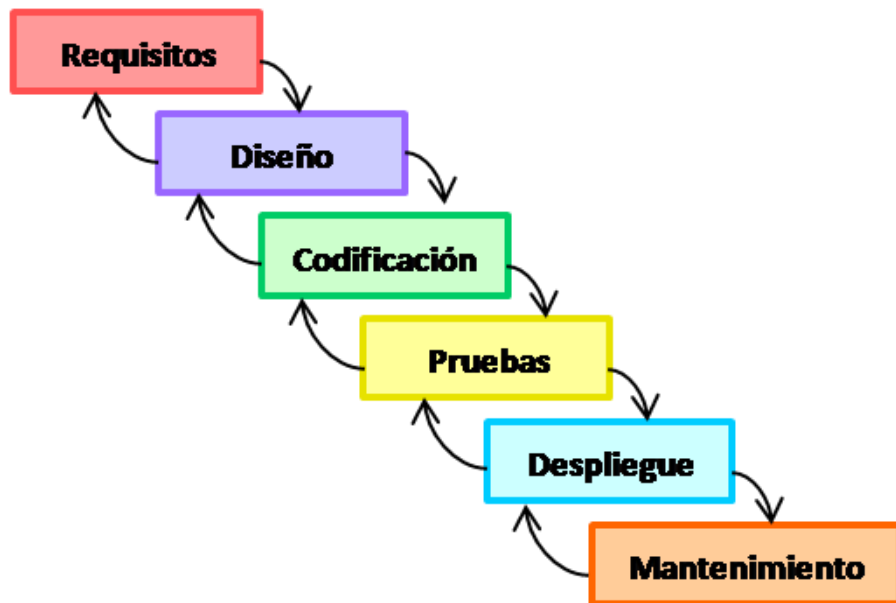 Requisitos
Diseño
Codificación
Pruebas
Despliegue
Mantenimiento